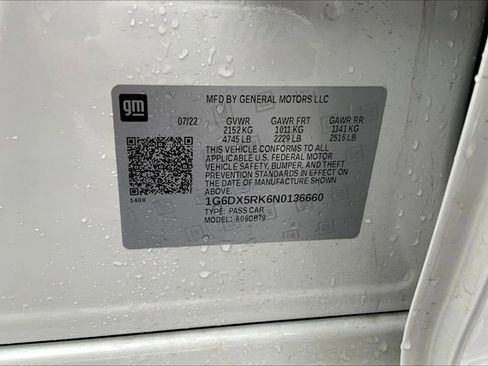 gm
MFD BY GENERAL MOTORS LLC
07/22 GVWR GAWR FRT GAWR RR
2152 KG 1011 KG 1141 KG
4745 LB 2229 LB 2516 LB
THIS VEHICLE CONFORMS TO ALL
APPLICABLE U.S. FEDERAL MOTOR
VEHICLE SAFETY, BUMPER, AND THEFT
PREVENTION STANDARDS IN EFFECT ON
THE DATE OF MANUFACTURE SHOWN
ABOVE.
140X 1G6DX5RK6N0136660
TYPE: PASS CAR
MODEL: 6DB79